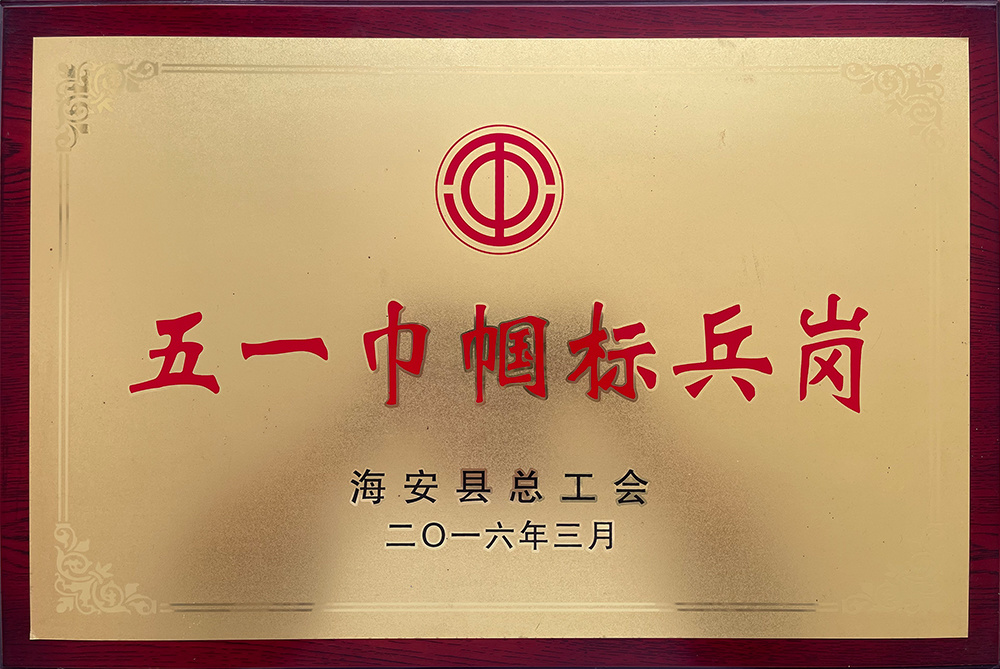 五一巾帼标兵岗
海安县总工会
二〇一六年三月